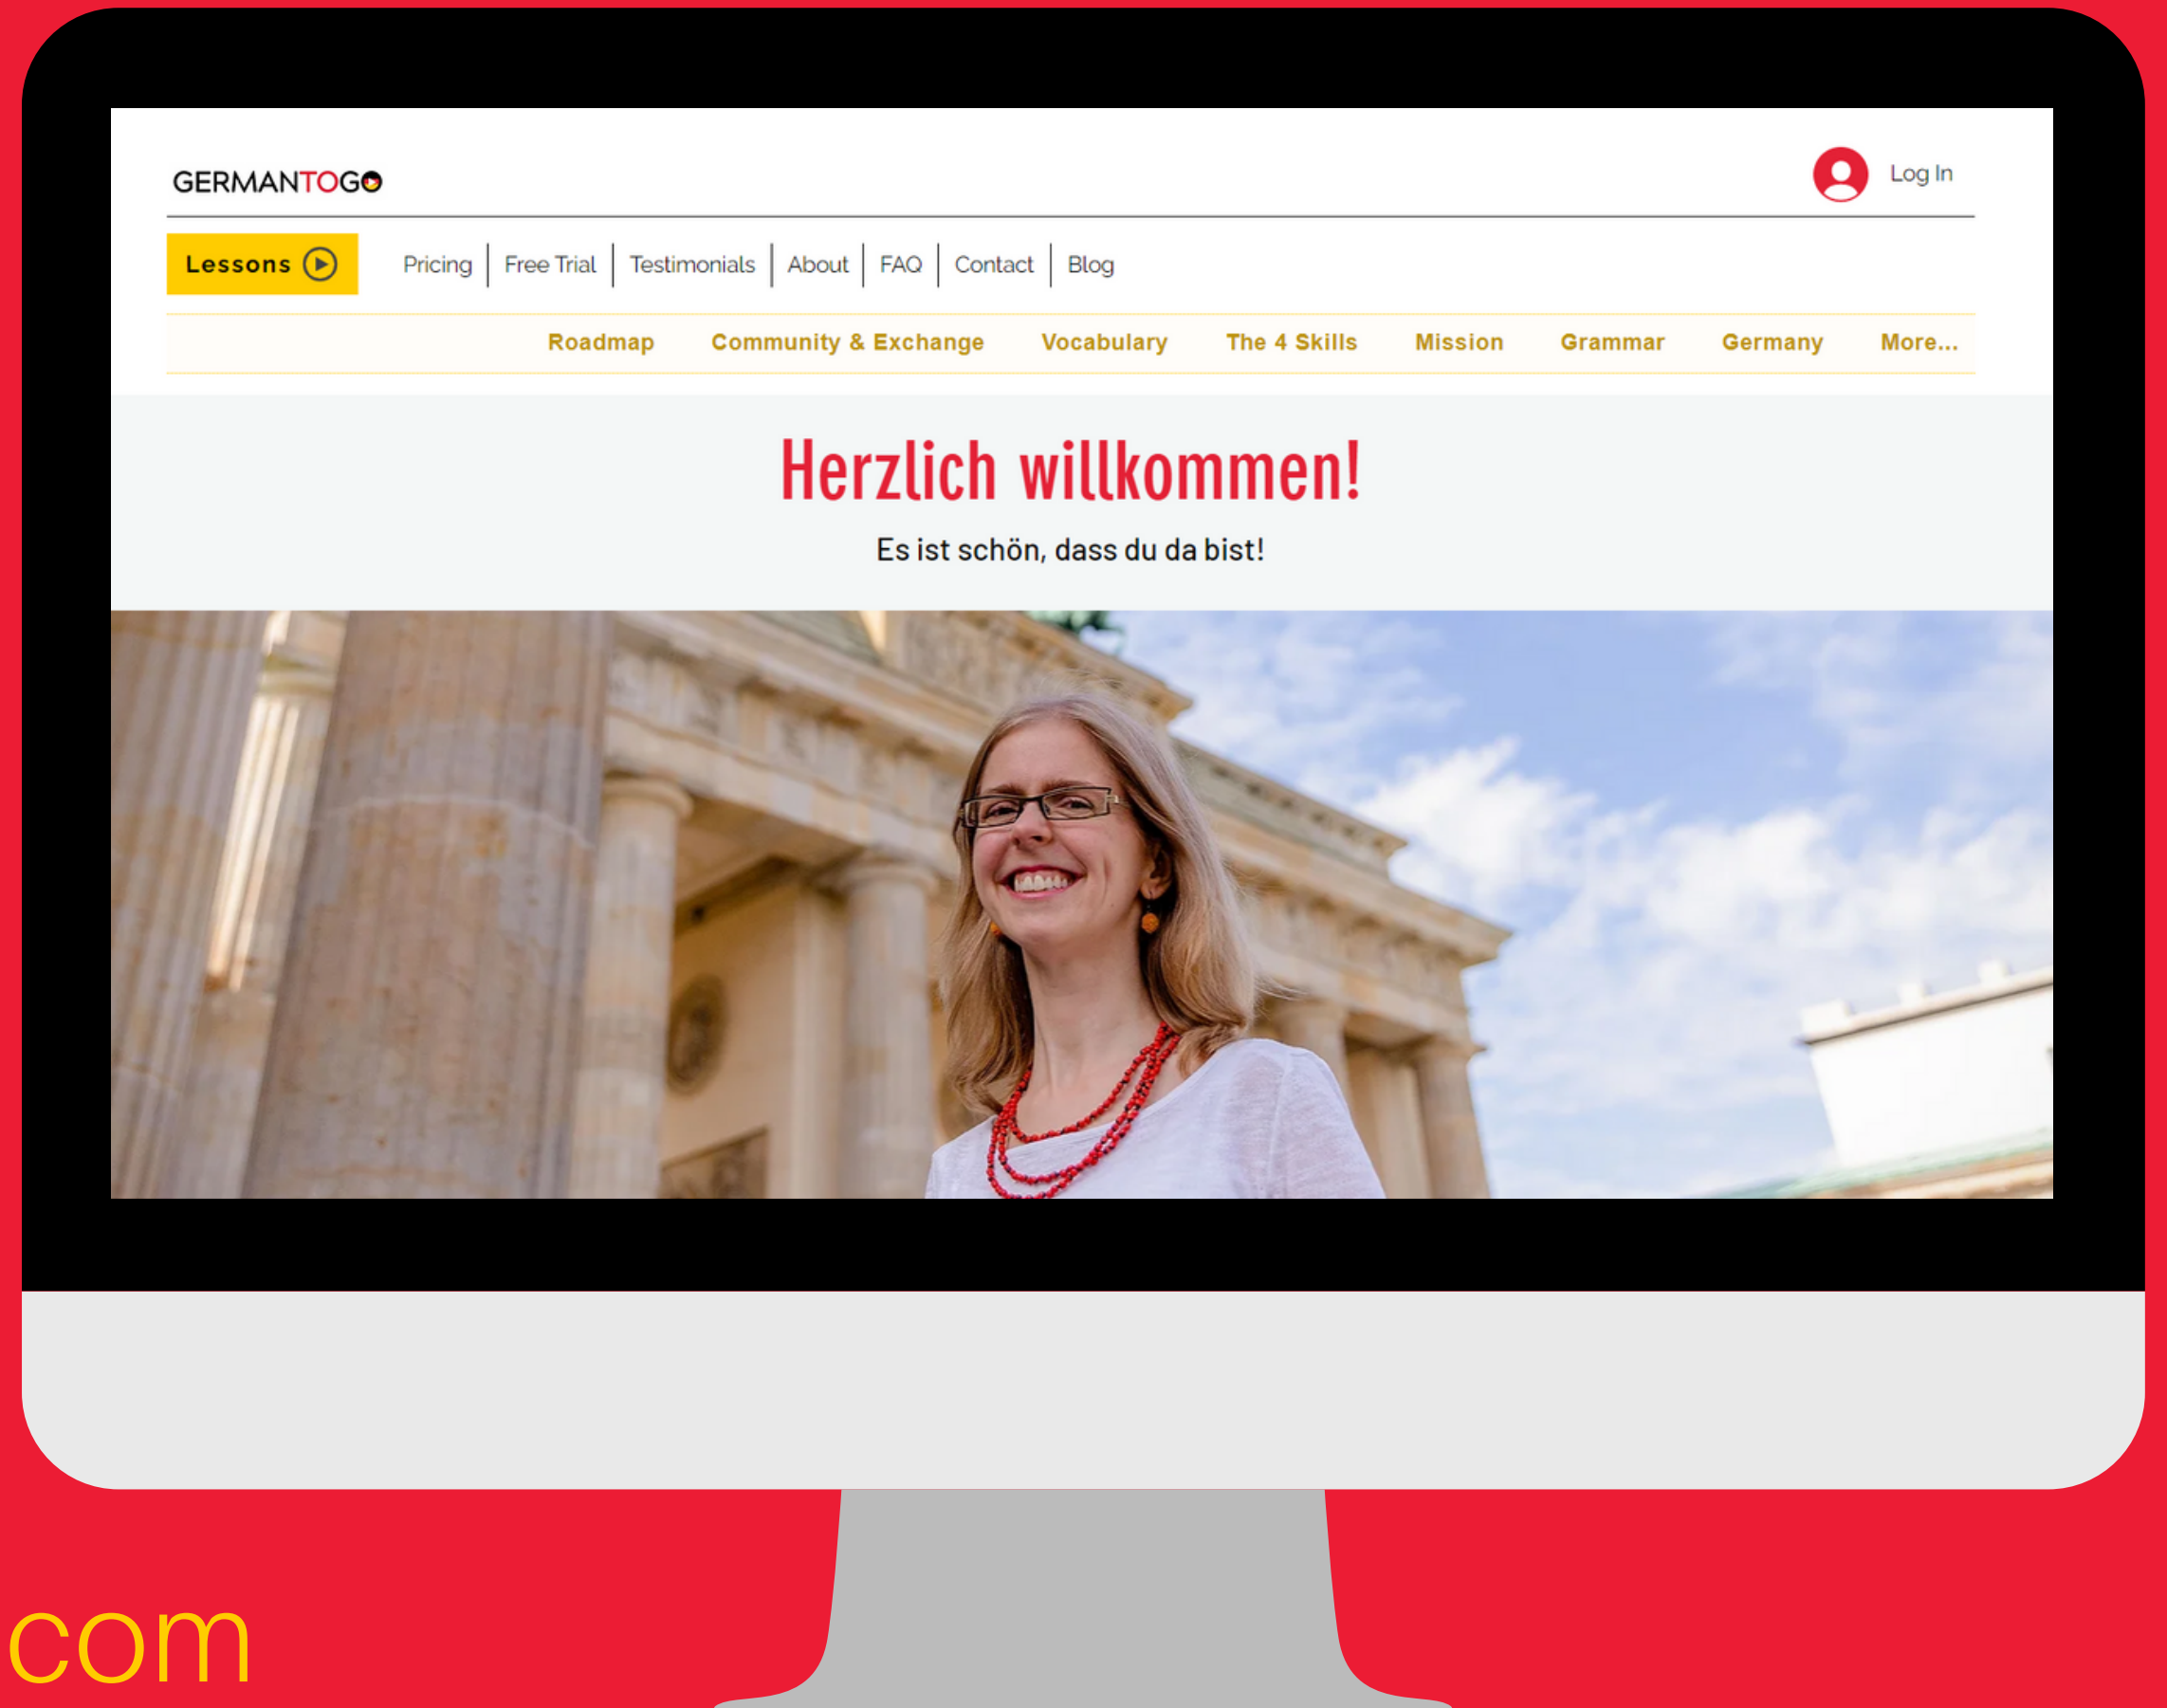 GERMANTOGO
Log In
Lessons
Pricing Free Trial Testimonials About FAQ Contact Blog
Roadmap Community & Exchange Vocabulary The 4 Skills Mission Grammar Germany More...
Herzlich willkommen!
Es ist schön, dass du da bist!
com